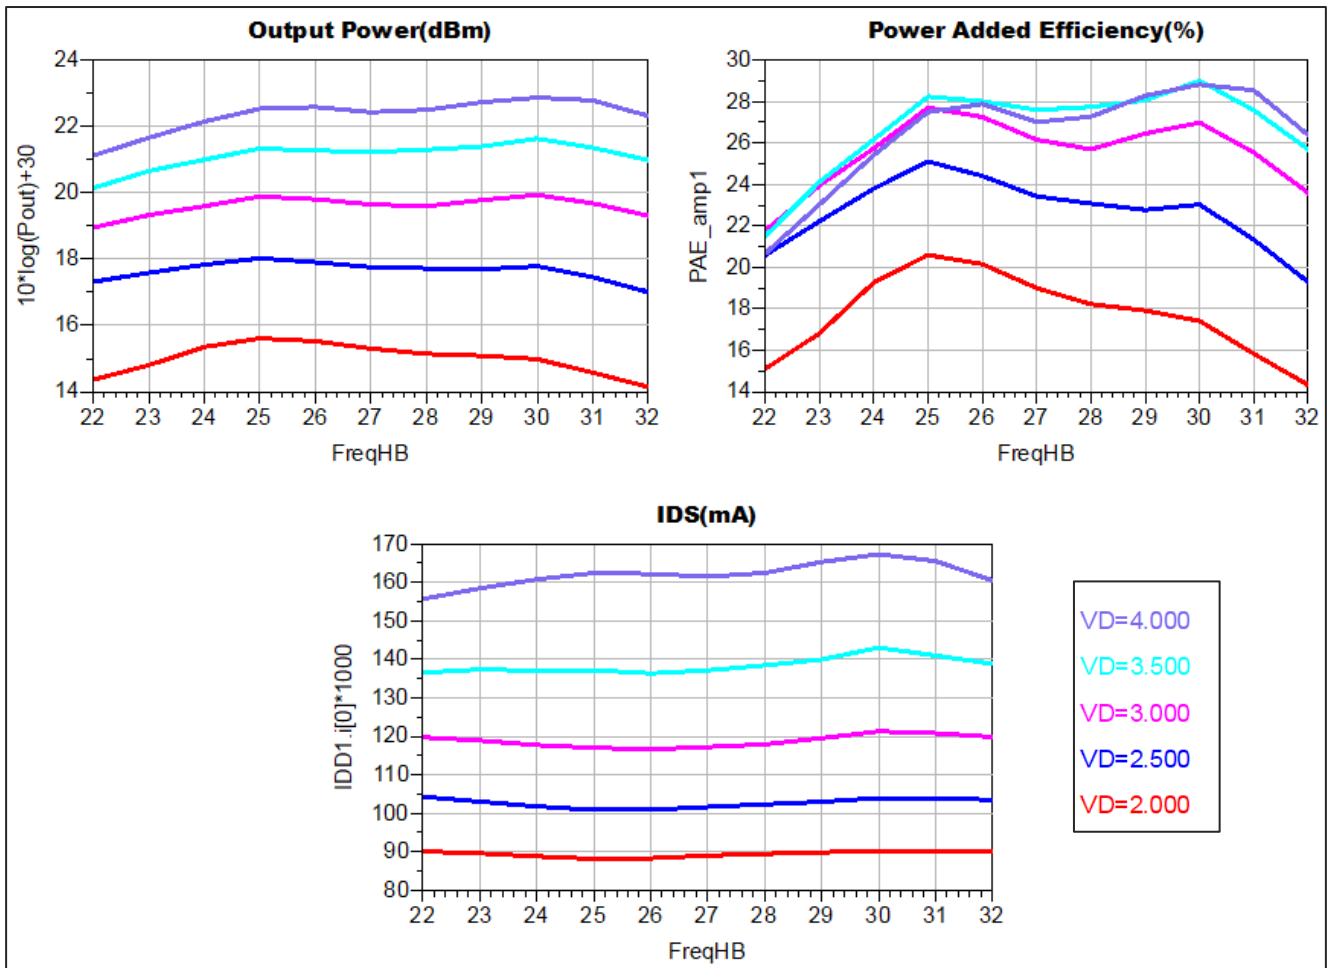 Output Power(dBm)
10*log(Pout)+30
24
22
20
18
16
14
22 23 24 25 26 27 28 29 30 31 32
FreqHB
Power Added Efficiency(%)
PAE_amp1
30
28
26
24
22
20
18
16
14
22 23 24 25 26 27 28 29 30 31 32
FreqHB
IDS(mA)
IDD1.i[0]*1000
170
160
150
140
130
120
110
100
90
80
22 23 24 25 26 27 28 29 30 31 32
FreqHB
VD=4.000
VD=3.500
VD=3.000
VD=2.500
VD=2.000